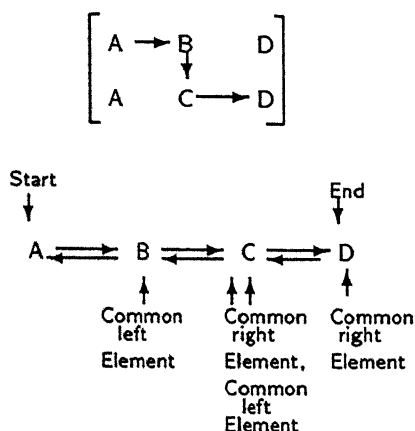 A B D
A C D
Start
End
A B C D
Common Common Common
left right right
Element Element, Element
Common
left
Element